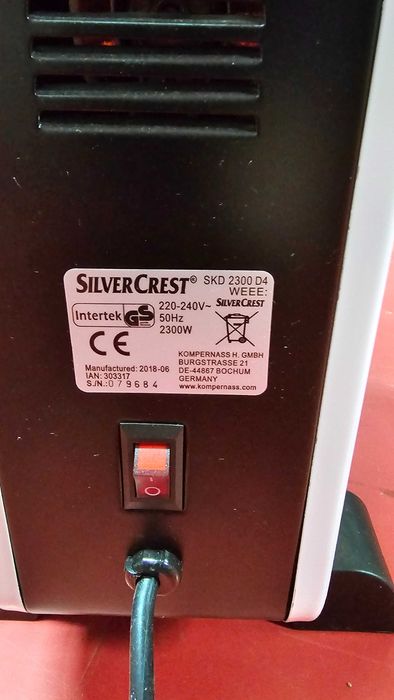 SILVERCREST® SKD 2300 D4
WEEE:
SILVERCREST
Intertek GS
220-240V~
50Hz
2300W
CE
Manufactured: 2018-06
IAN: 303317
S./N.: 079684
KOMPERNASS H. GMBH
BURGSTRASSE 21
DE-44867 BOCHUM
GERMANY
www.kompernass.com
I
O